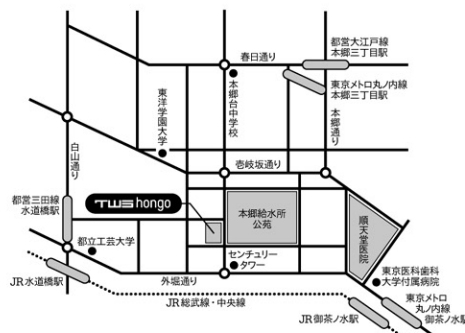 都営大江戸線
本郷三丁目駅
春日通り
東京メトロ丸ノ内線
本郷三丁目駅
本郷台中学校
東洋学園大学
本郷通り
白山通り
壱岐坂通り
都営三田線
水道橋駅
TWS hongo
本郷給水所
公苑
順天堂医院
都立工芸大学
センチュリー
タワー
外堀通り
東京医科歯科
大学付属病院
JR水道橋駅
JR総武線・中央線
東京メトロ
丸ノ内線
御茶ノ水駅
JR御茶ノ水駅